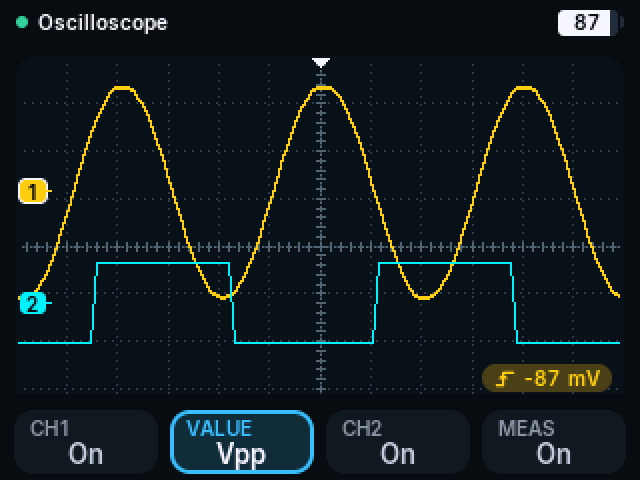 Oscilloscope
87
1
2
-87 mV
CH1
On
VALUE
Vpp
CH2
On
MEAS
On